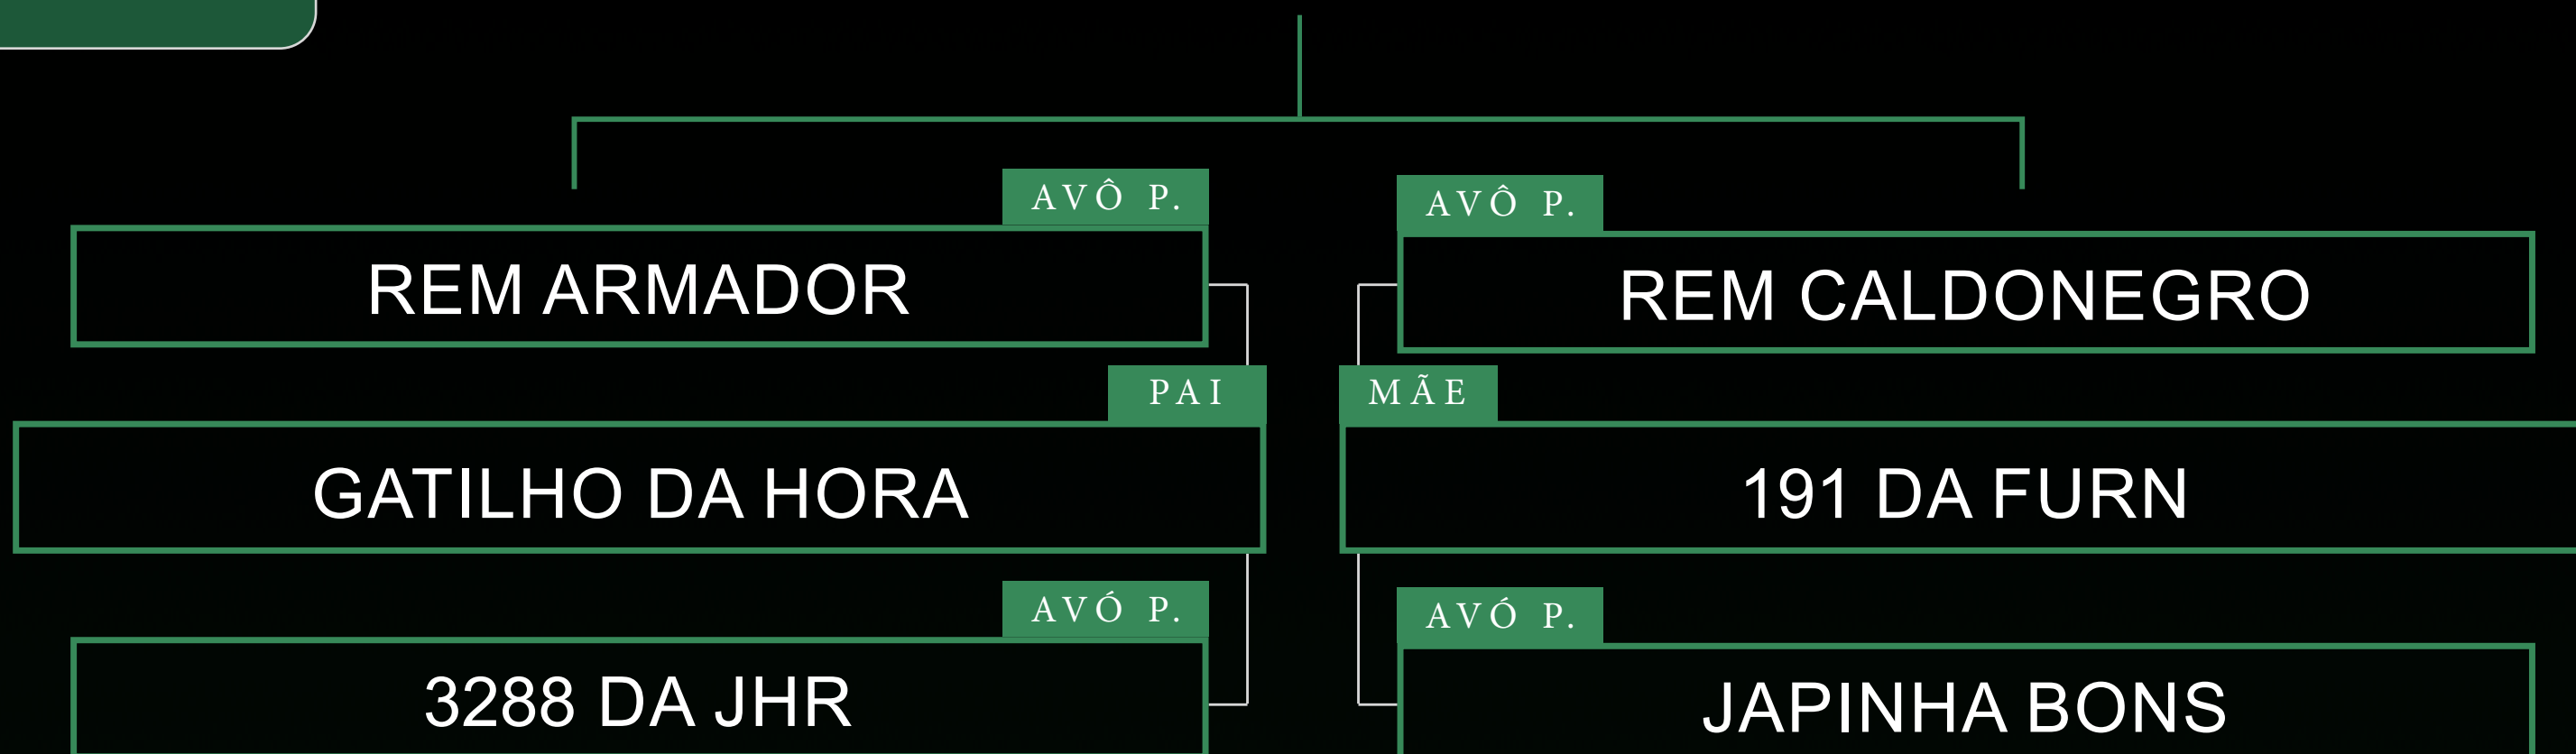 AVÔ P.
REM ARMADOR
PAI
GATILHO DA HORA
AVÓ P.
3288 DA JHR
AVÔ P.
REM CALDONEGRO
MÃE
191 DA FURN
AVÓ P.
JAPINHA BONS